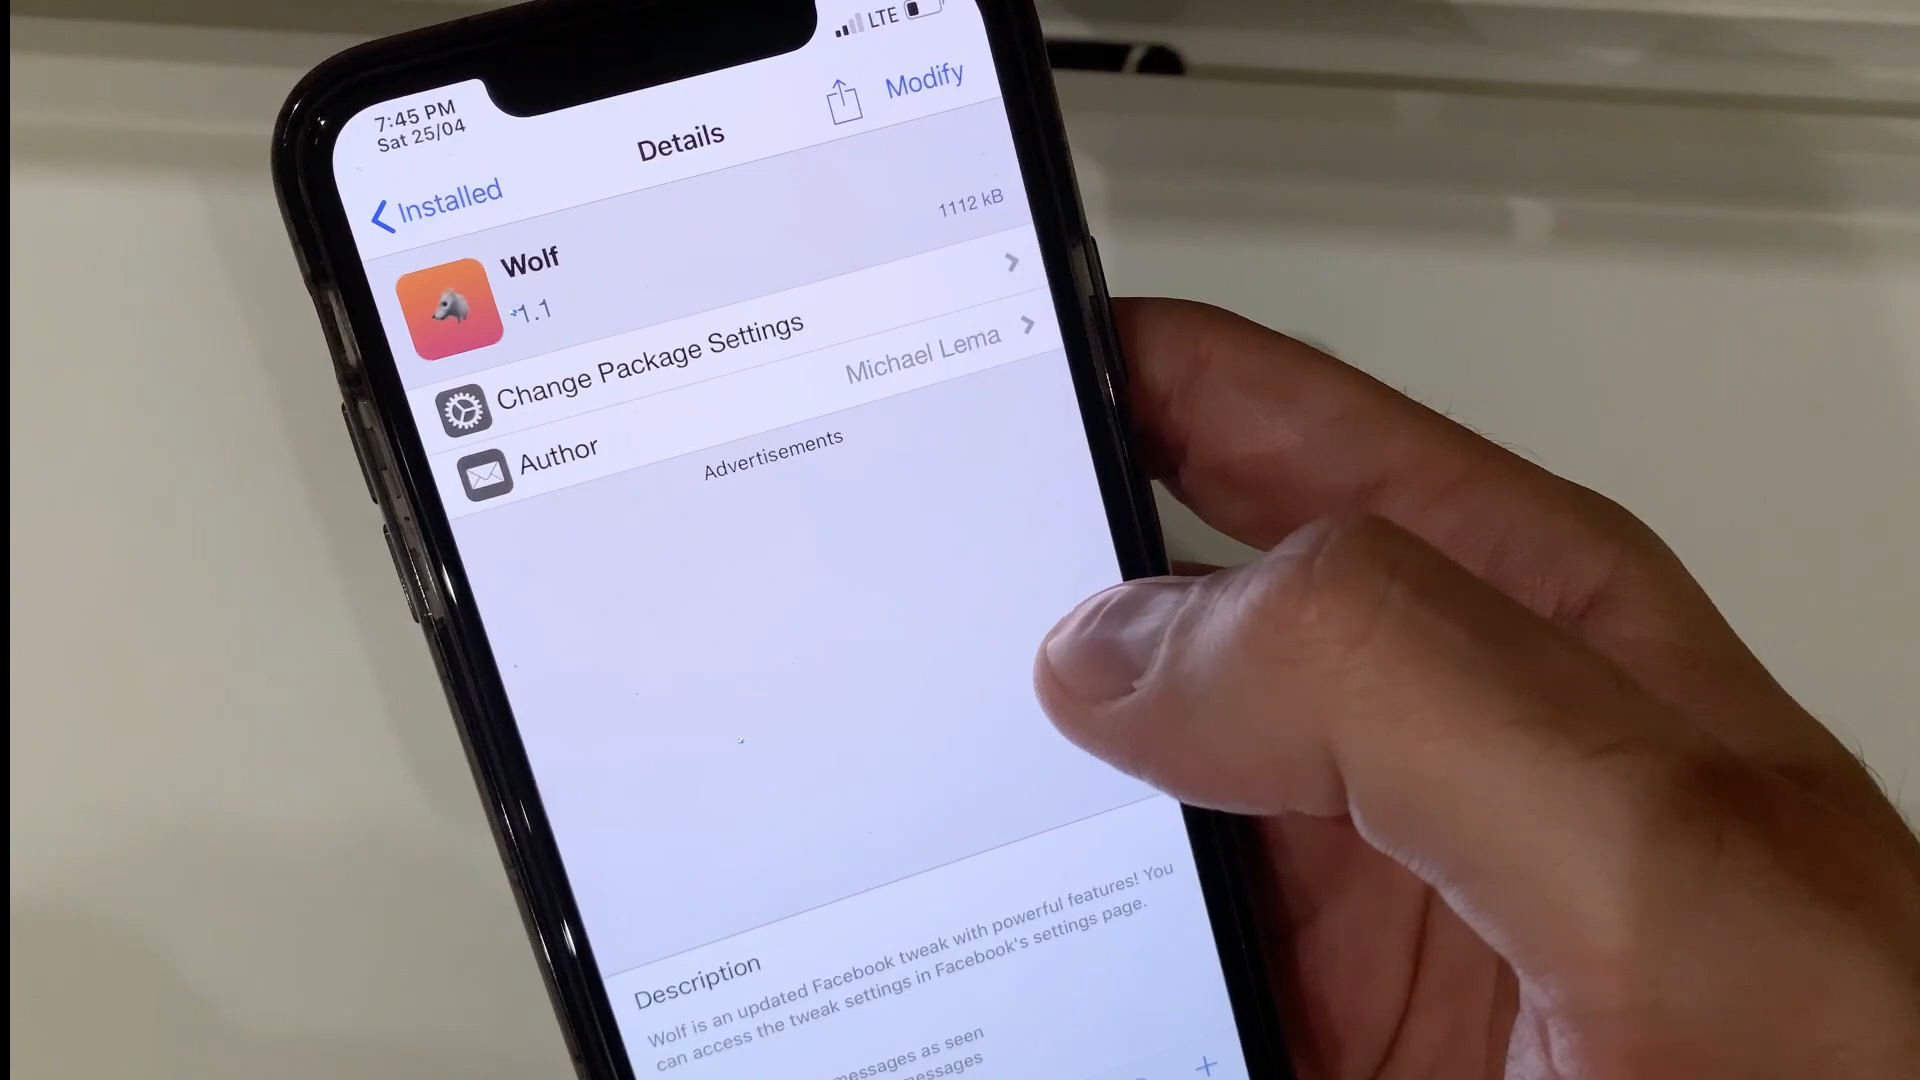 7:45 PM
Sat 25/04
LTE
Details
Modify
Installed
Wolf
1112 kB
1.1
Change Package Settings
Author
Michael Lema
Advertisements
Description
Wolf is an updated Facebook tweak with powerful features! You
can access the tweak settings in Facebook's settings page.
messages as seen